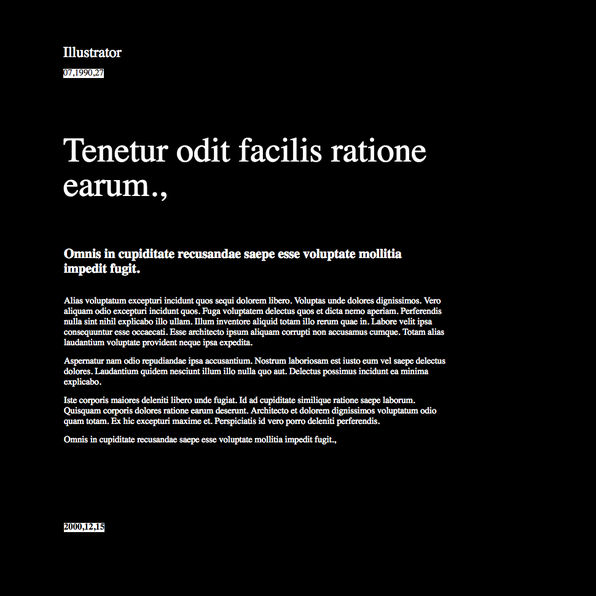 Illustrator
07,1990,27
Tenetur odit facilis ratione
earum.,
Omnis in cupiditate recusandae saepe esse voluptate mollitia
impedit fugit.
Alias voluptatum excepturi incidunt quos sequi dolorem libero. Voluptas unde dolores dignissimos. Vero
aliquam odio excepturi incidunt quos. Fuga voluptatem delectus quos et dicta nemo aperiam. Perferendis
nulla sint nihil explicabo illo ullam. Illum inventore aliquid totam illo rerum quae in. Labore velit ipsa
consequuntur esse occaecati. Esse architecto ipsum aliquam corrupti non accusamus cumque. Totam alias
laudantium voluptate provident neque ipsa expedita.
Aspernatur nam odio repudiandae ipsa accusantium. Nostrum laboriosam est iusto eum vel saepe delectus
dolores. Laudantium quidem nesciunt illum illo nulla quo aut. Delectus possimus incidunt ea minima
explicabo.
Iste corporis maiores deleniti libero unde fugiat. Id ad cupiditate similique ratione saepe laborum.
Quisquam corporis dolores ratione earum deserunt. Architecto et dolorem dignissimos voluptatum odio
quam totam. Ex hic excepturi maxime et. Perspiciatis id vero porro deleniti perferendis.
Omnis in cupiditate recusandae saepe esse voluptate mollitia impedit fugit.,
2000,12,15